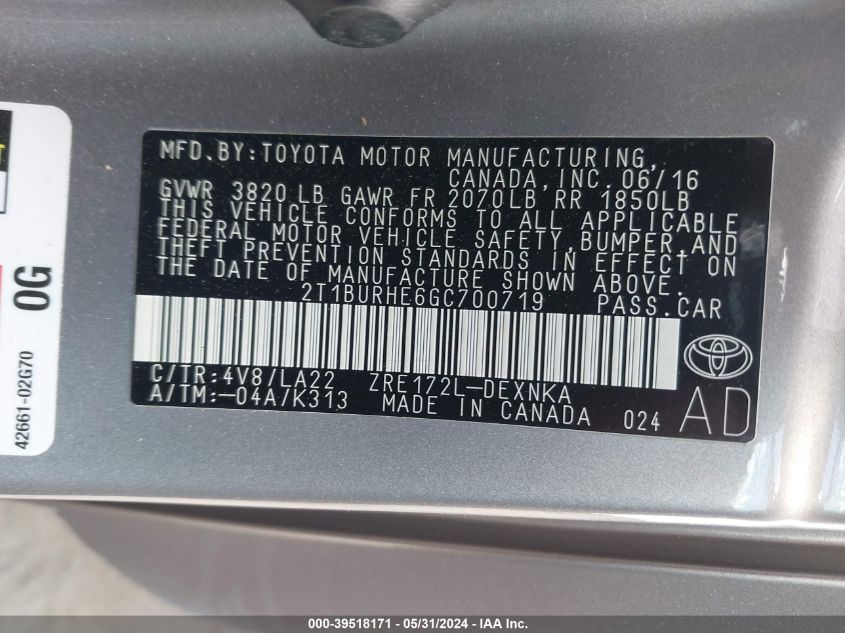 MFD.BY:TOYOTA MOTOR MANUFACTURING,
CANADA,INC. 06/16
GVWR 3820 LB GAWR FR 2070LB RR 1850LB
THIS VEHICLE CONFORMS TO ALL APPLICABLE
FEDERAL MOTOR VEHICLE SAFETY,BUMPER,AND
THEFT PREVENTION STANDARDS IN EFFECT ON
THE DATE OF MANUFACTURE SHOWN ABOVE.
2T1BURHE6GC700719 PASS.CAR
C/TR:4V8/LA22 ZRE172L-DEXNKA
A/TM:-04A/K313 MADE IN CANADA 024
AD
42661-02G70
0G
000-39518171 - 05/31/2024 - IAA Inc.